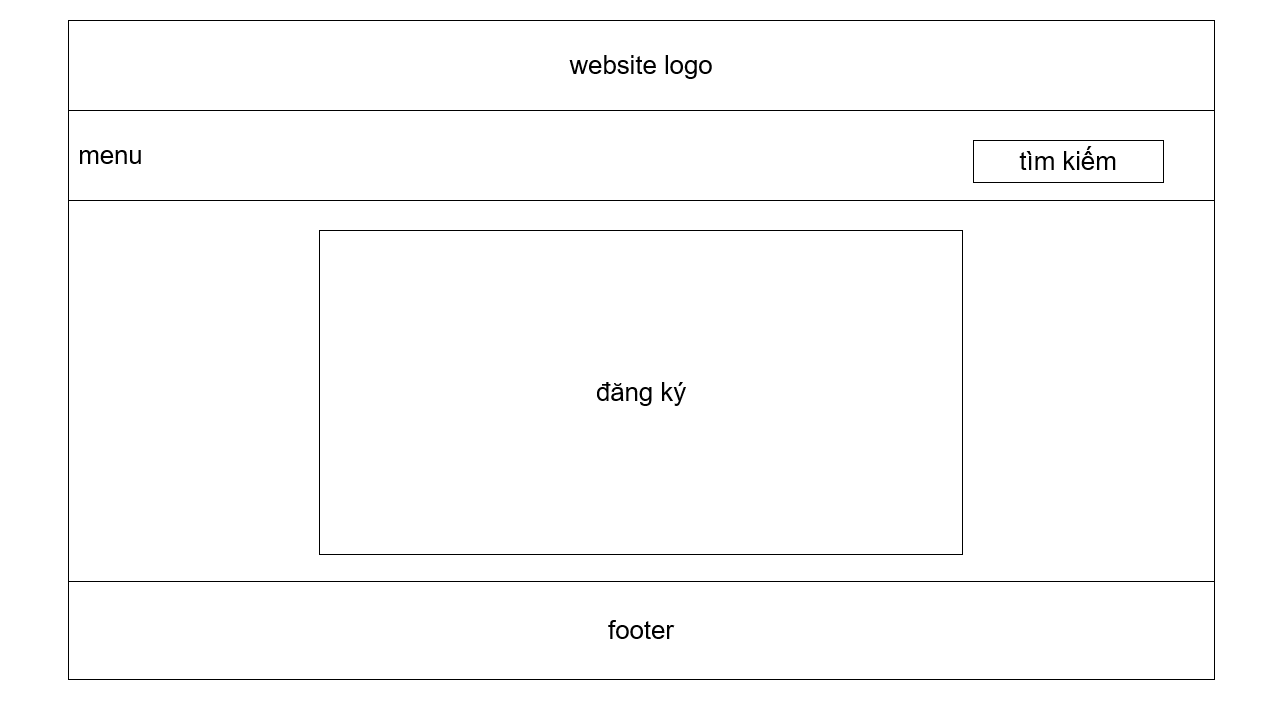 website logo
menu
tìm kiếm
đăng ký
footer